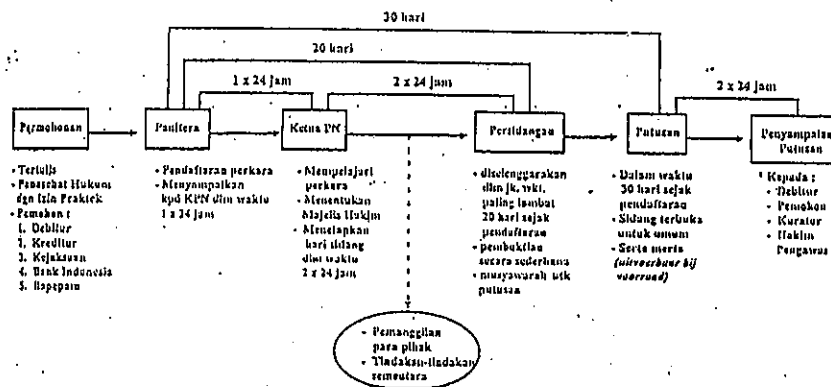 30 hari
20 hari
1 x 24 jam
2 x 24 jam
2 x 24 jam
Permohonan
Panitera
Ketua PN
Persidangan
Putusan
Penyampaian
Putusan
• Tertulis
• Penasehat Hukum
dgn Izin Praktek
• Pemohon :
1. Debitur
2. Kreditur
3. Kejaksaan
4. Bank Indonesia
5. Bapepam
• Pendaftaran perkara
• Menyampaikan
kpd KPN dlm waktu
1 x 24 jam
• Mempelajari
perkara
• Menentukan
Majelis Hakim
• Menetapkan
hari sidang
dlm waktu
2 x 24 jam
• diselenggarakan
dlm jk. wkt.
paling lambat
20 hari sejak
pendaftaran
• pembuktian
secara sederhana
• musyawarah utk
putusan
• Dalam waktu
30 hari sejak
pendaftaran
• Sidang terbuka
untuk umum
• Serta merta
(uitvoerbaar bij
voorraad)
Kepada :
• Debitur
• Pemohon
• Kurator
• Hakim
Pengawas
• Pemanggilan
para pihak
• Tindakan-tindakan
sementara